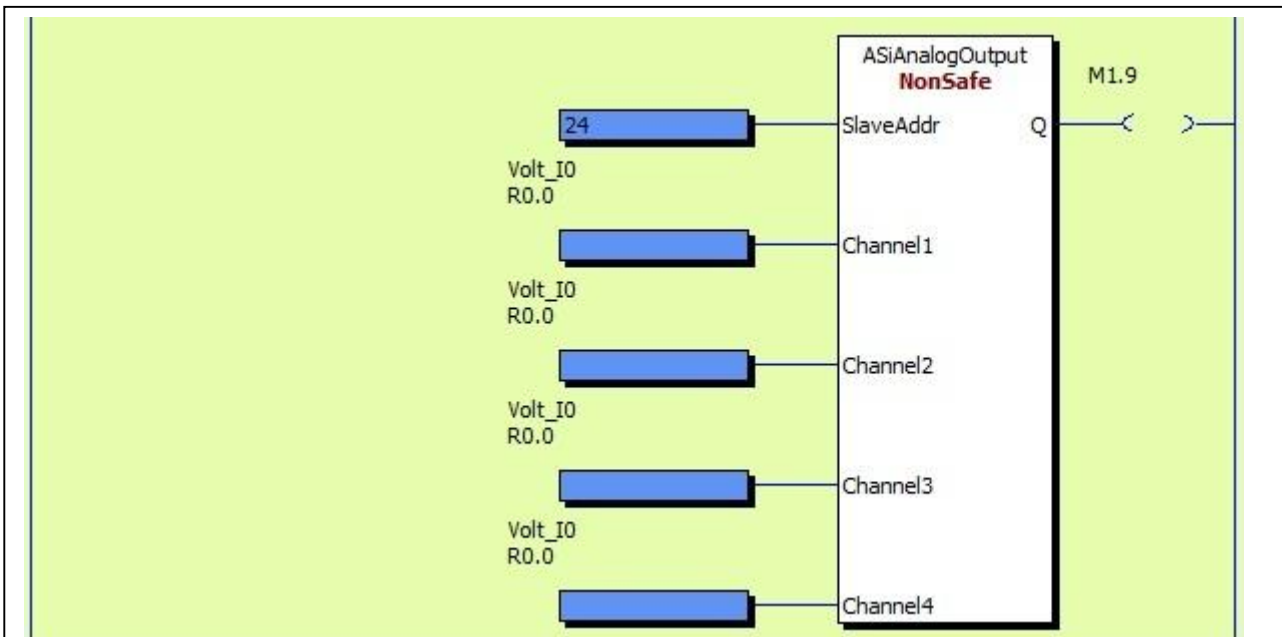 ASiAnalogOutput
NonSafe
M1.9
24
SlaveAddr
Q
Volt_I0
R0.0
Channel1
Volt_I0
R0.0
Channel2
Volt_I0
R0.0
Channel3
Volt_I0
R0.0
Channel4